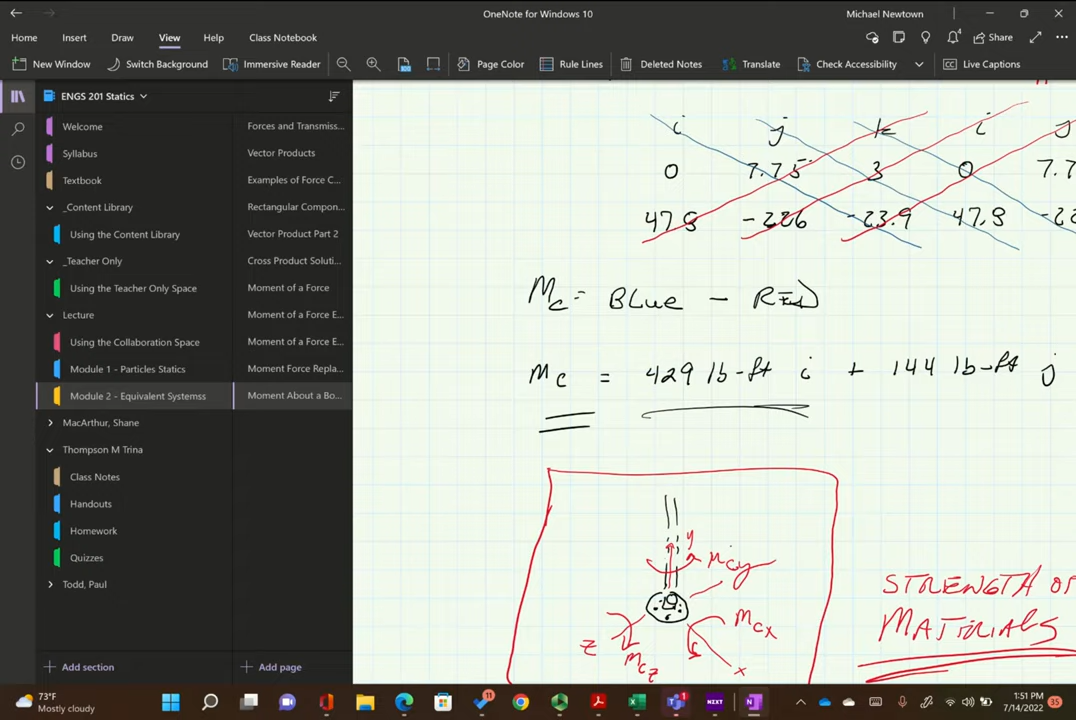 OneNote for Windows 10
Michael Newtown
Home Insert Draw View Help Class Notebook
Share
New Window Switch Background Immersive Reader Page Color Rule Lines Deleted Notes Translate Check Accessibility Live Captions
ENGS 201 Statics
Welcome
Syllabus
Textbook
_Content Library
Using the Content Library
_Teacher Only
Using the Teacher Only Space
Lecture
Using the Collaboration Space
Module 1 - Particles Statics
Module 2 - Equivalent Systemss
MacArthur, Shane
Thompson M Trina
Class Notes
Handouts
Homework
Quizzes
Todd, Paul
Add section
Forces and Transmiss...
Vector Products
Examples of Force C...
Rectangular Compon...
Vector Product Part 2
Cross Product Soluti...
Moment of a Force
Moment of a Force E...
Moment of a Force E...
Moment Force Repla...
Moment About a Bo...
Add page
i j k i j
0 7.75 3 0 7.7
47.8 -226 -23.9 47.8 -22
Mc = BLUE - RED
Mc = 429 lb-ft i + 144 lb-ft j
y
Mcy
Mcx
z
Mcz
x
STRENGTH OF
MATERIALS
73°F
Mostly cloudy
11
1
NZXT
1:51 PM
7/14/2022
35